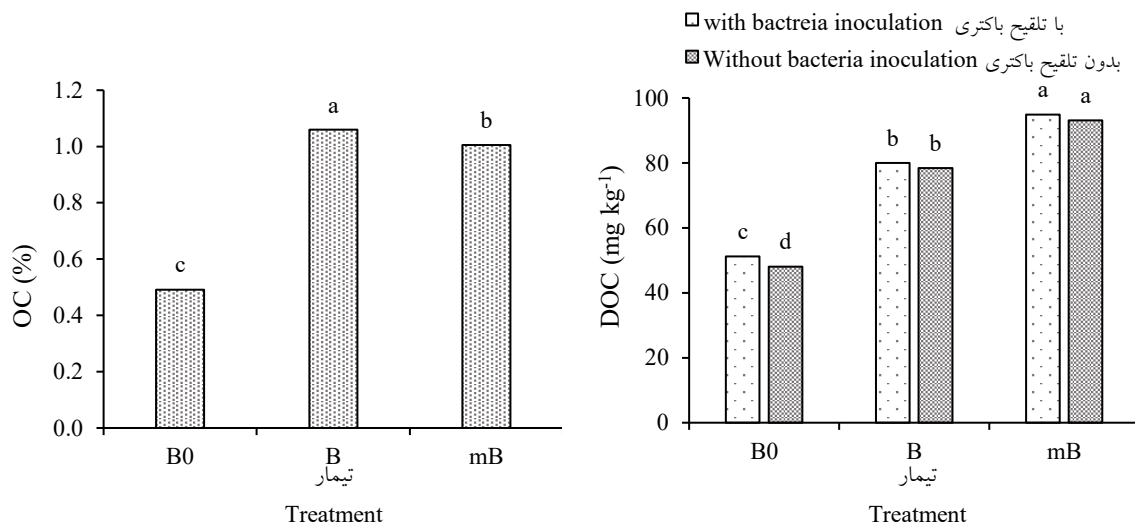 OC (%)
1.2
1.0
0.8
0.6
0.4
0.2
0.0
c
a
b
B0
B
mB
تیمار
Treatment
with bactreia inoculation با تلقیح باکتری
Without bacteria inoculation بدون تلقیح باکتری
DOC (mg kg-1)
100
80
60
40
20
0
c
d
b
b
a
a
B0
B
mB
تیمار
Treatment